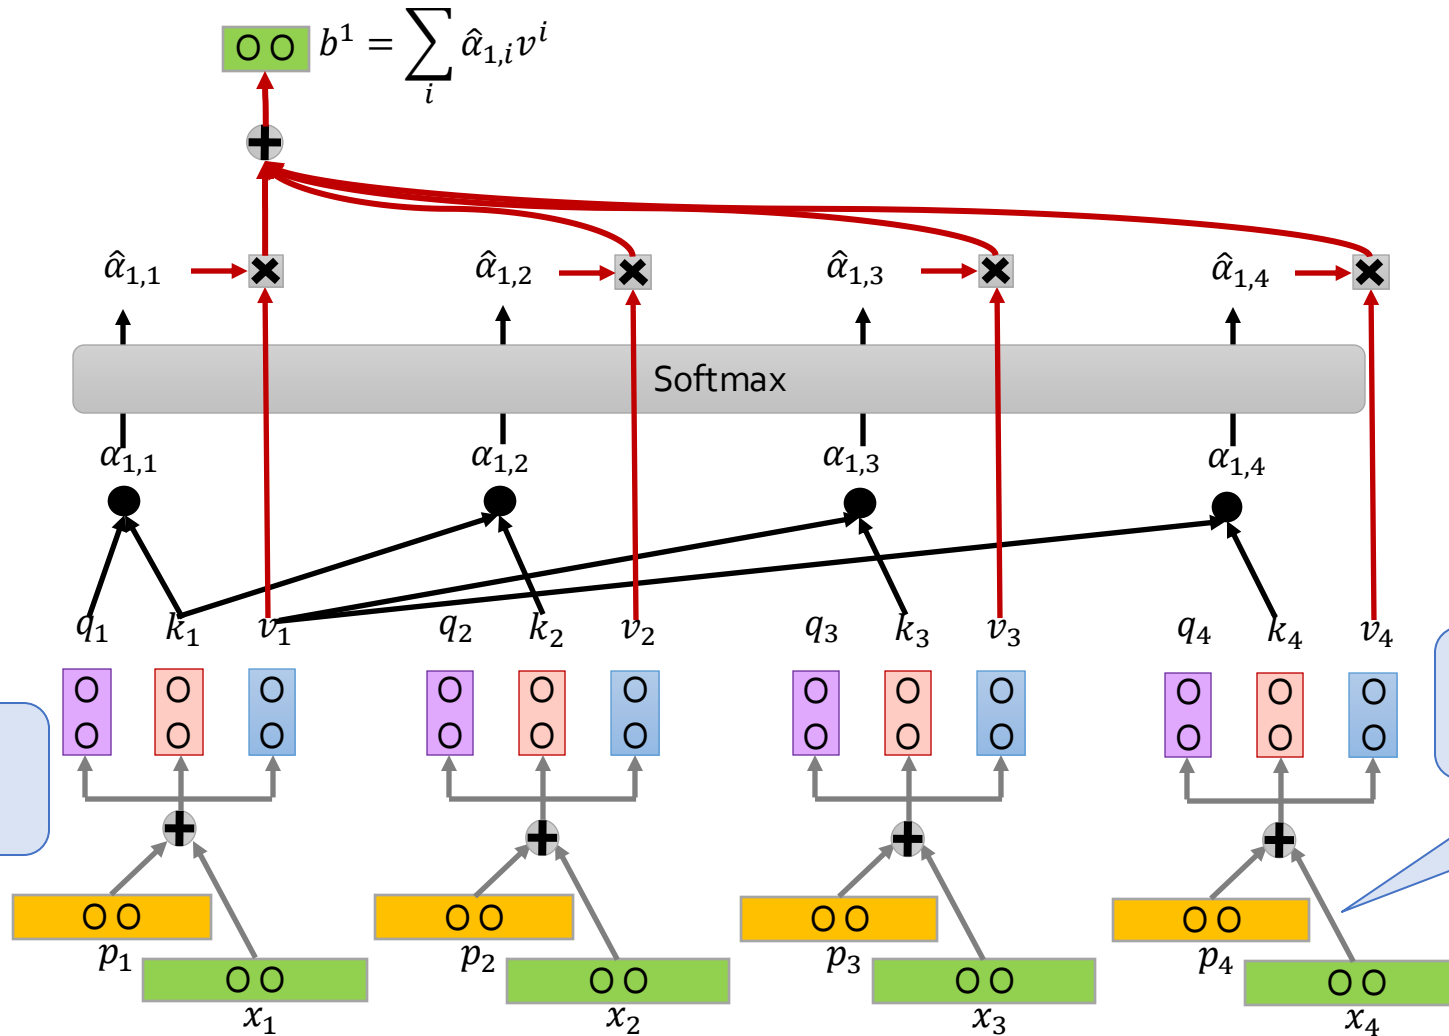 b¹ = ∑ᵢ α̂₁,ᵢvⁱ
α̂₁,₁ α̂₁,₂ α̂₁,₃ α̂₁,₄
Softmax
α₁,₁ α₁,₂ α₁,₃ α₁,₄
q₁ k₁ v₁ q₂ k₂ v₂ q₃ k₃ v₃ q₄ k₄ v₄
p₁ p₂ p₃ p₄
x₁ x₂ x₃ x₄